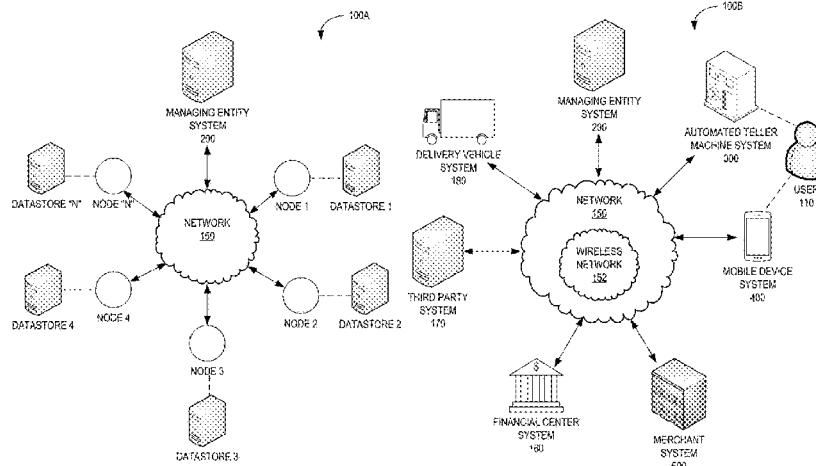 100A
MANAGING ENTITY
SYSTEM
200
DATASTORE "N"
NODE "N"
NODE 1
DATASTORE 1
NETWORK
150
DATASTORE 4
NODE 4
NODE 2
DATASTORE 2
NODE 3
DATASTORE 3
100B
MANAGING ENTITY
SYSTEM
200
DELIVERY VEHICLE
SYSTEM
180
AUTOMATED TELLER
MACHINE SYSTEM
300
USER
110
NETWORK
150
WIRELESS
NETWORK
152
THIRD PARTY
SYSTEM
170
MOBILE DEVICE
SYSTEM
400
FINANCIAL CENTER
SYSTEM
160
MERCHANT
SYSTEM